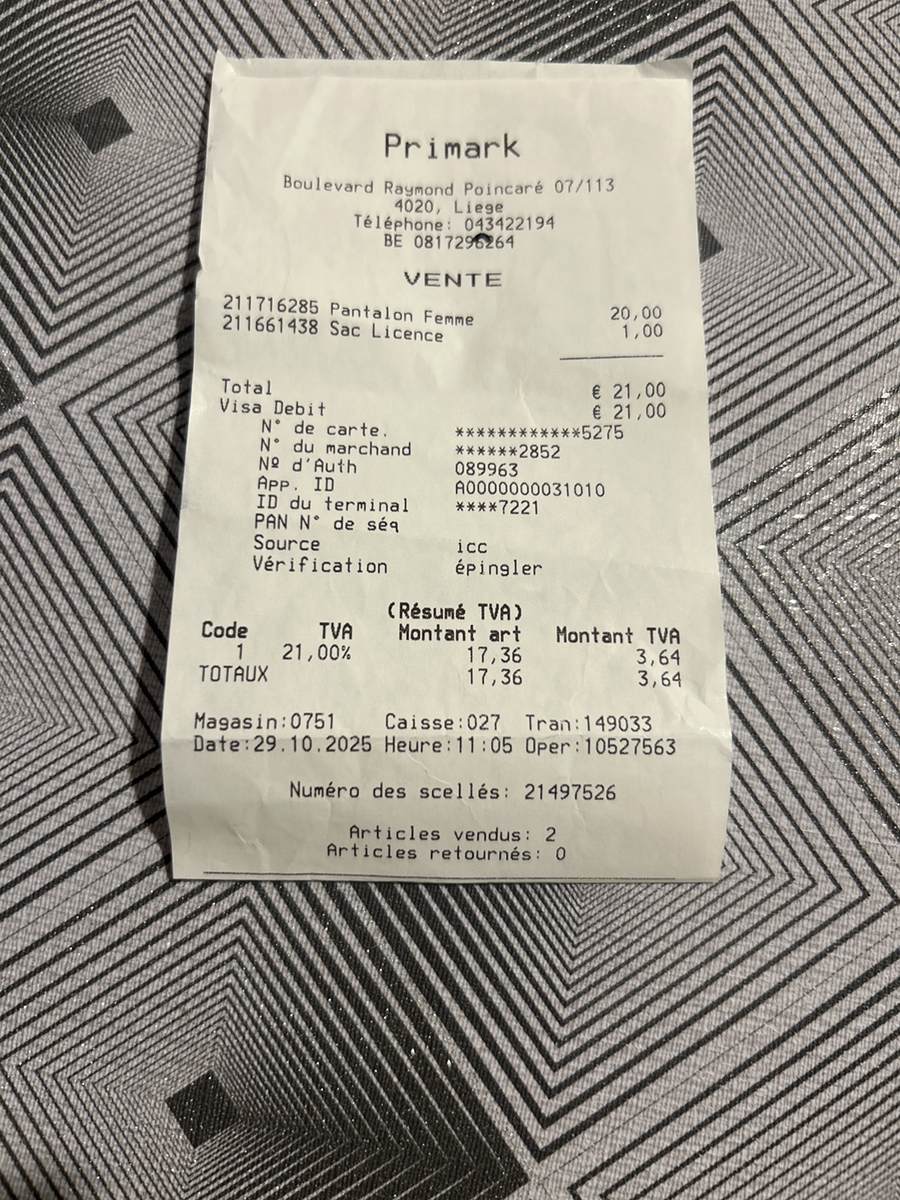 Primark
Boulevard Raymond Poincaré 07/113
4020, Liege
Téléphone: 043422194
BE 0817296264
VENTE
211716285 Pantalon Femme 20,00
211661438 Sac Licence 1,00
Total € 21,00
Visa Debit € 21,00
N° de carte. ************5275
N° du marchand ******2852
Nº d'Auth 089963
App. ID A0000000031010
ID du terminal ****7221
PAN N° de séq
Source icc
Vérification épingler
(Résumé TVA)
Code TVA Montant art Montant TVA
1 21,00% 17,36 3,64
TOTAUX 17,36 3,64
Magasin:0751 Caisse:027 Tran:149033
Date:29.10.2025 Heure:11:05 Oper:10527563
Numéro des scellés: 21497526
Articles vendus: 2
Articles retournés: 0